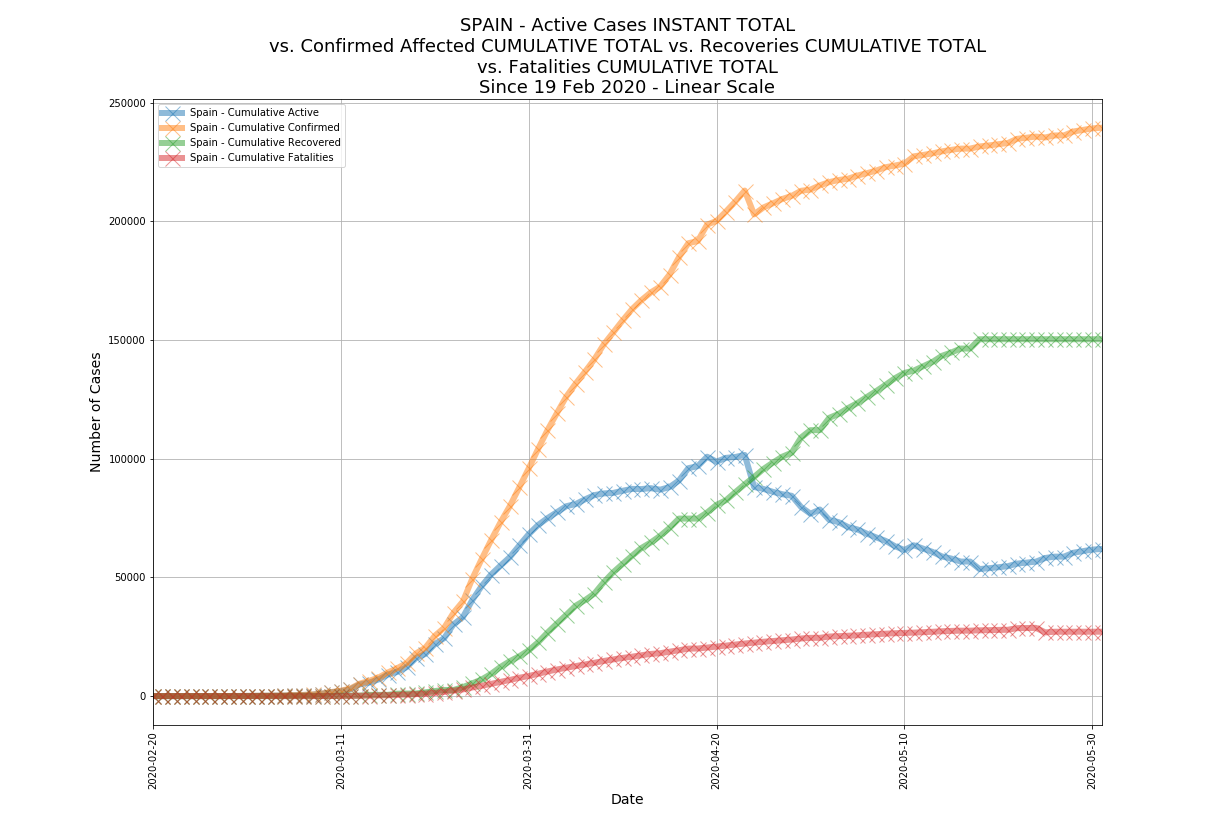 SPAIN - Active Cases INSTANT TOTAL
vs. Confirmed Affected CUMULATIVE TOTAL vs. Recoveries CUMULATIVE TOTAL
vs. Fatalities CUMULATIVE TOTAL
Since 19 Feb 2020 - Linear Scale
Spain - Cumulative Active
Spain - Cumulative Confirmed
Spain - Cumulative Recovered
Spain - Cumulative Fatalities
250000
200000
150000
100000
50000
0
Number of Cases
2020-02-20
2020-03-11
2020-03-31
2020-04-20
2020-05-10
2020-05-30
Date